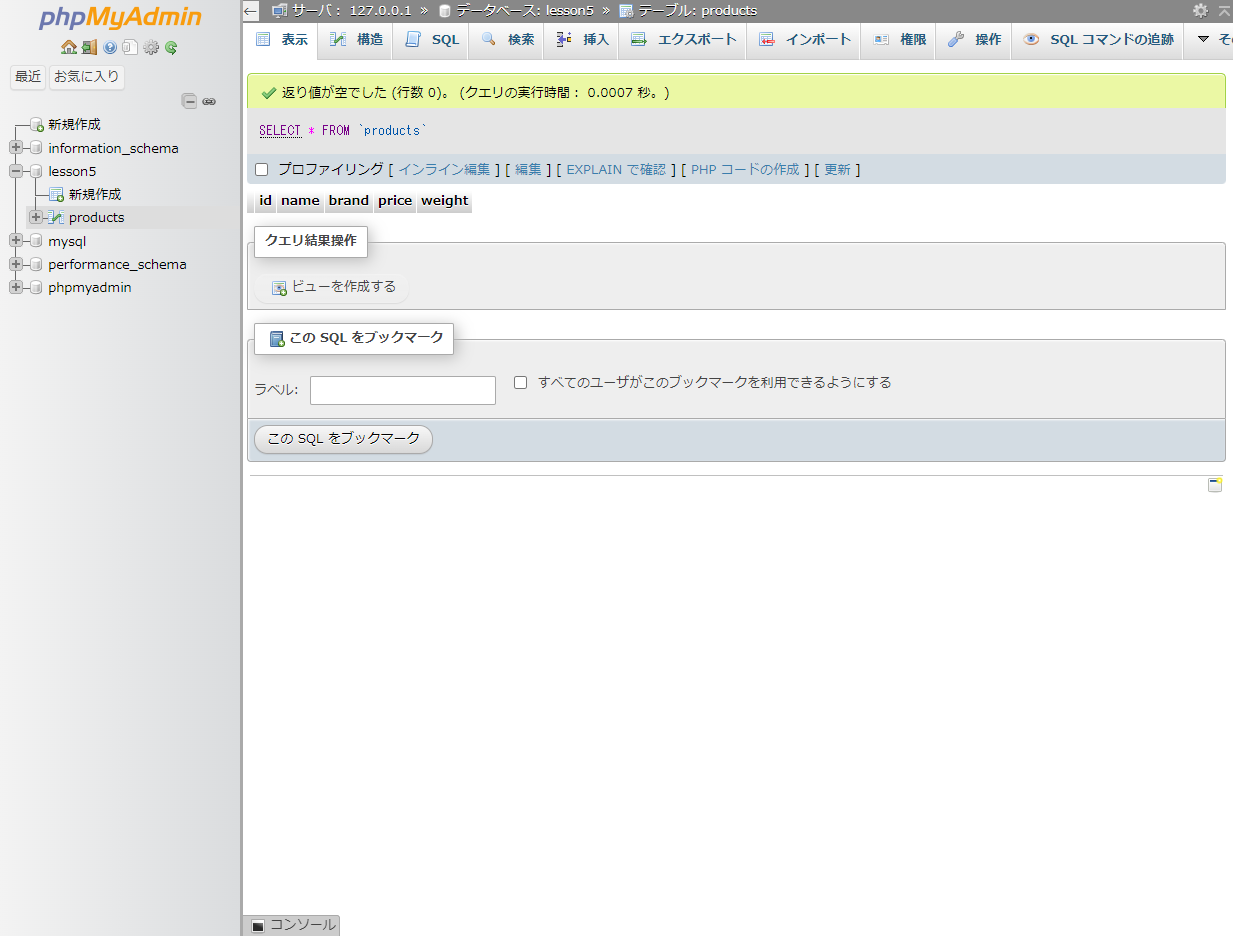 phpMyAdmin
最近 お気に入り
新規作成
information_schema
lesson5
新規作成
products
mysql
performance_schema
phpmyadmin
サーバ： 127.0.0.1 » データベース: lesson5 » テーブル: products
表示 構造 SQL 検索 挿入 エクスポート インポート 権限 操作 SQL コマンドの追跡
返り値が空でした (行数 0)。 (クエリの実行時間： 0.0007 秒。)
SELECT * FROM `products`
プロファイリング [ インライン編集 ] [ 編集 ] [ EXPLAIN で確認 ] [ PHP コードの作成 ] [ 更新 ]
id name brand price weight
クエリ結果操作
ビューを作成する
この SQL をブックマーク
ラベル: すべてのユーザがこのブックマークを利用できるようにする
この SQL をブックマーク
コンソール